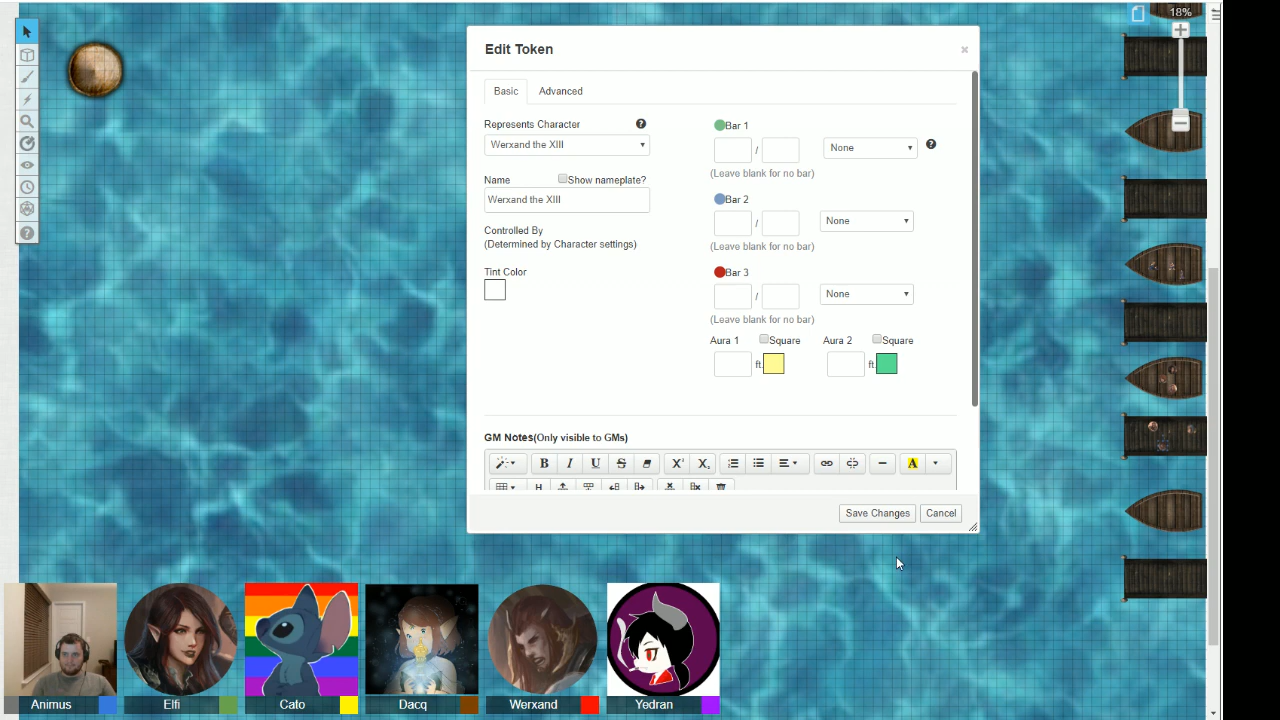 18%
Edit Token
×
Basic
Advanced
Represents Character ?
Werxand the XIII
Name Show nameplate?
Werxand the XIII
Controlled By
(Determined by Character settings)
Tint Color
Bar 1
/ None ?
(Leave blank for no bar)
Bar 2
/ None
(Leave blank for no bar)
Bar 3
/ None
(Leave blank for no bar)
Aura 1 Square Aura 2 Square
ft. ft.
GM Notes(Only visible to GMs)
B I U S X² X₂ A
H
Save Changes Cancel
?
Animus Elfi Cato Dacq Werxand Yedran